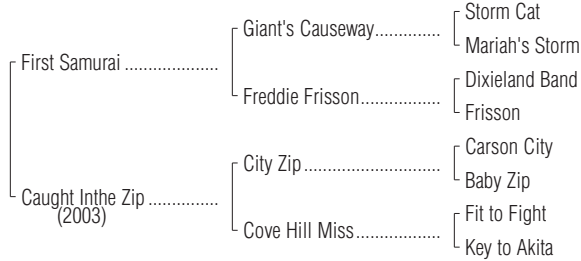 Storm Cat
Giant's Causeway..............
Mariah's Storm
First Samurai ...................
Dixieland Band
Freddie Frisson.................
Frisson
Carson City
City Zip ............................
Baby Zip
Caught Inthe Zip ...............
(2003)
Fit to Fight
Cove Hill Miss..................
Key to Akita